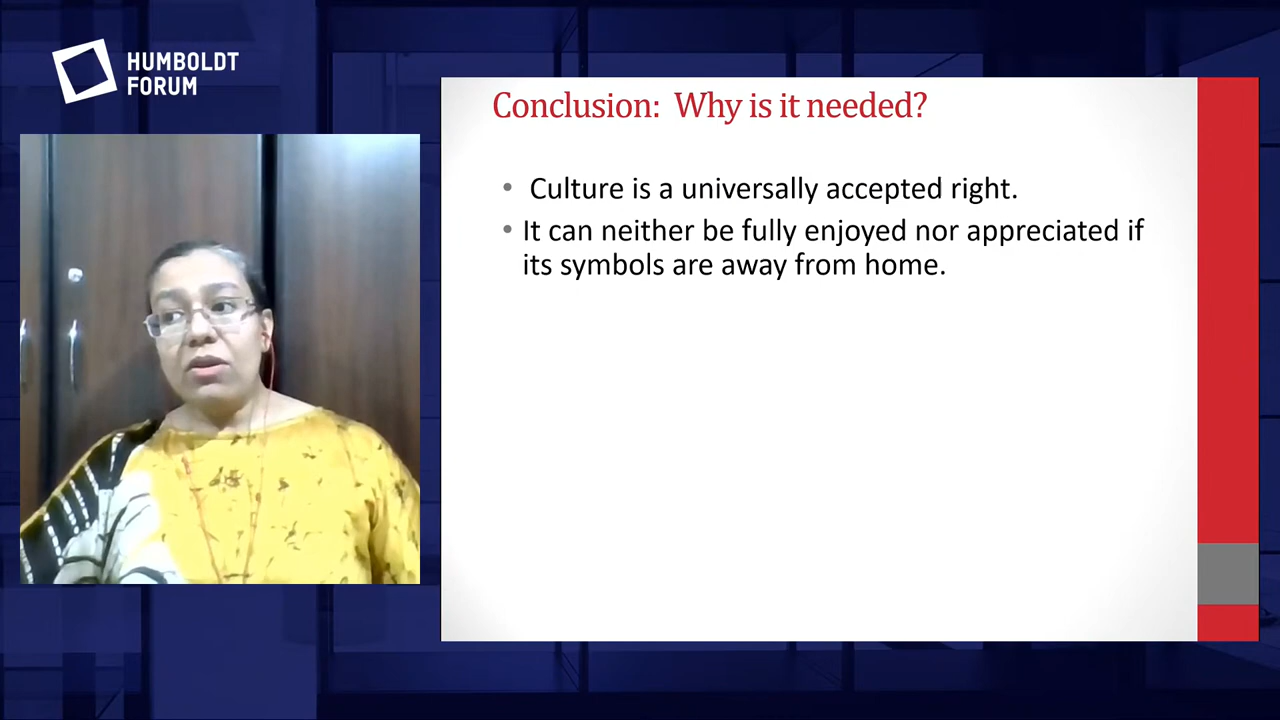 HUMBOLDT
FORUM
Conclusion: Why is it needed?
• Culture is a universally accepted right.
• It can neither be fully enjoyed nor appreciated if
its symbols are away from home.